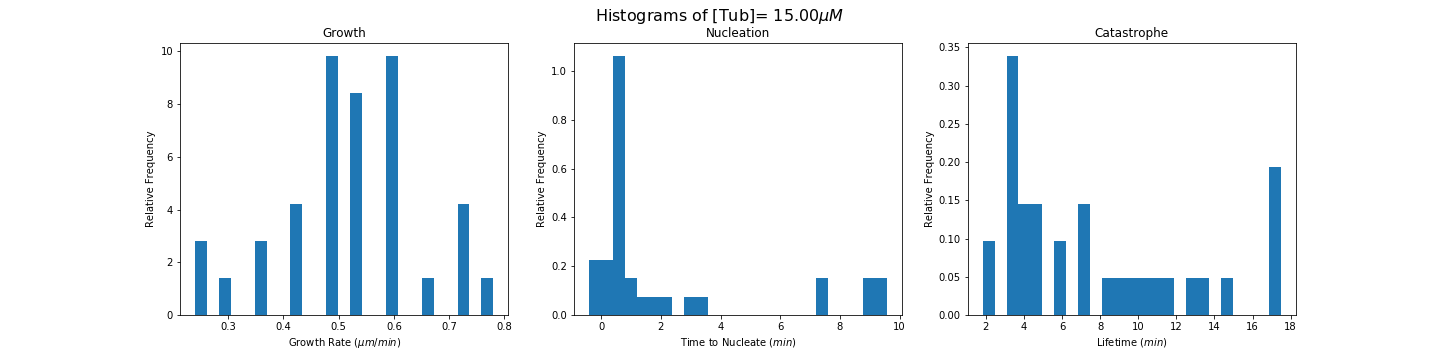 Histograms of [Tub]= 15.00μM
Growth
Nucleation
Catastrophe
Relative Frequency
10
8
6
4
2
0
0.3 0.4 0.5 0.6 0.7 0.8
Growth Rate (μm/min)
Relative Frequency
1.0
0.8
0.6
0.4
0.2
0.0
0 2 4 6 8 10
Time to Nucleate (min)
Relative Frequency
0.35
0.30
0.25
0.20
0.15
0.10
0.05
0.00
2 4 6 8 10 12 14 16 18
Lifetime (min)